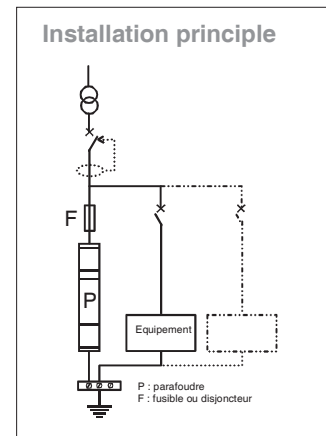 Installation principle
F
P
Equipement
P : parafoudre
F : fusible ou disjoncteur